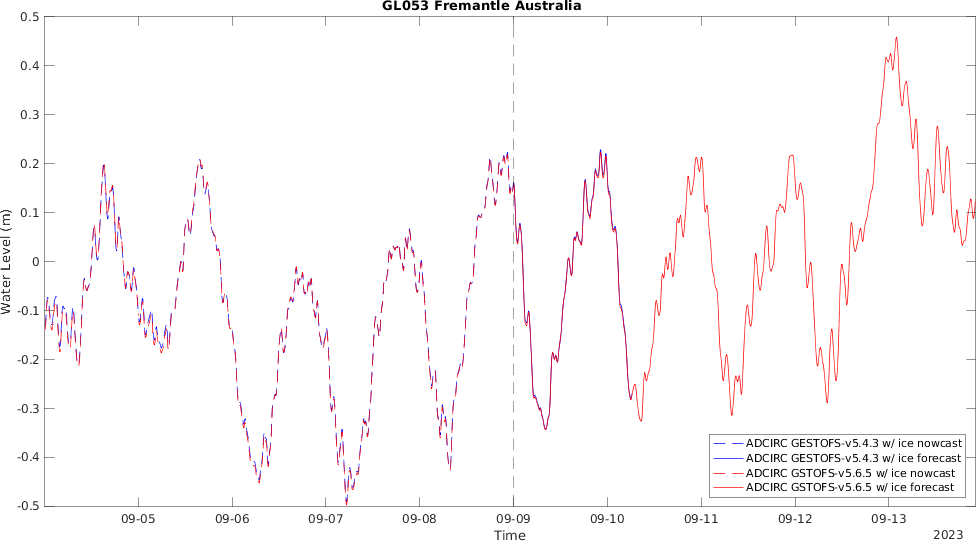 GL053 Fremantle Australia
0.5
0.4
0.3
0.2
0.1
0
-0.1
-0.2
-0.3
-0.4
-0.5
Water Level (m)
ADCIRC GESTOFS-v5.4.3 w/ ice nowcast
ADCIRC GESTOFS-v5.4.3 w/ ice forecast
ADCIRC GSTOFS-v5.6.5 w/ ice nowcast
ADCIRC GSTOFS-v5.6.5 w/ ice forecast
09-05 09-06 09-07 09-08 09-09 09-10 09-11 09-12 09-13
Time
2023